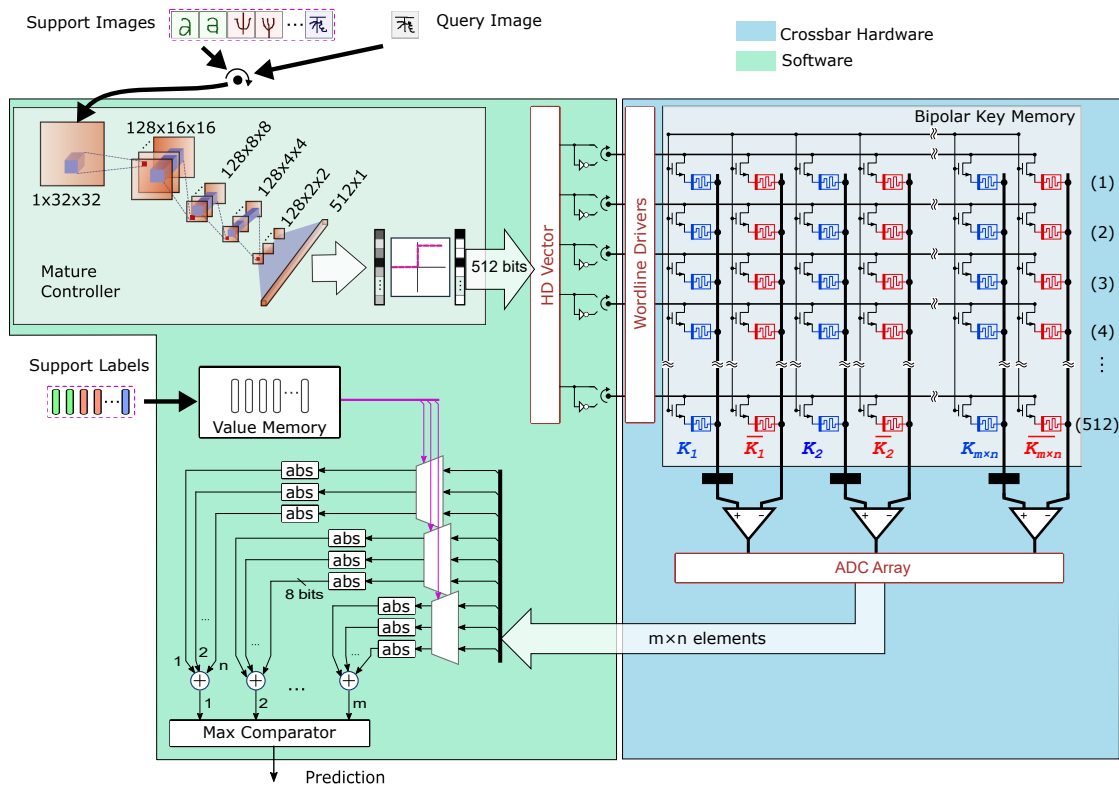 Support Images
Query Image
Crossbar Hardware
Software
128x16x16
128x8x8
128x4x4
128x2x2
512x1
1x32x32
Mature
Controller
512 bits
HD Vector
Wordline Drivers
Bipolar Key Memory
(1)
(2)
(3)
(4)
⋮
(512)
K1
K̅1
K2
K̅2
Km×n
K̅m×n
Support Labels
...
Value Memory
...
abs
abs
abs
abs
abs
abs
8 bits
abs
abs
abs
+ −
+ −
+ −
ADC Array
m×n elements
1
2
...
n
...
...
+
+
...
+
1
2
m
Max Comparator
Prediction